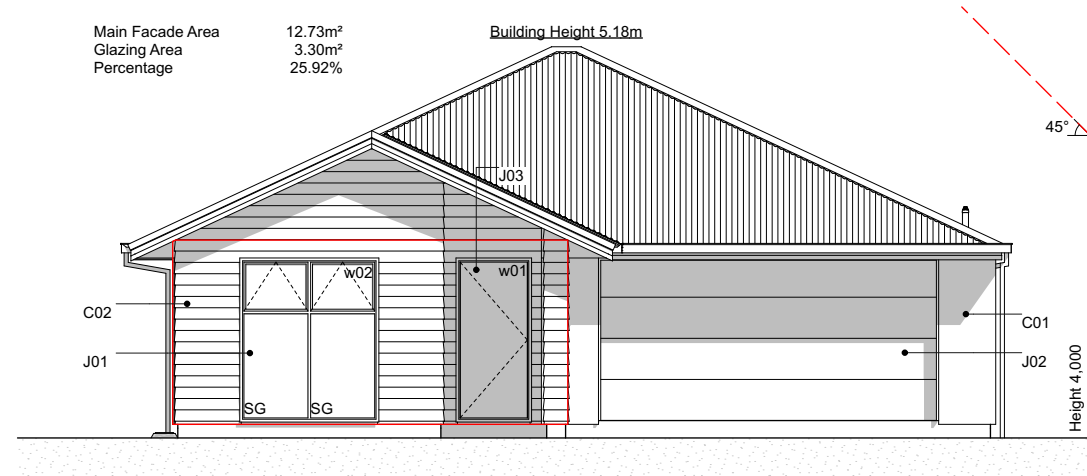 Main Facade Area 12.73m²
Glazing Area 3.30m²
Percentage 25.92%
Building Height 5.18m
45°
J03
w02
w01
C02
C01
J01
J02
SG
SG
Height 4,000